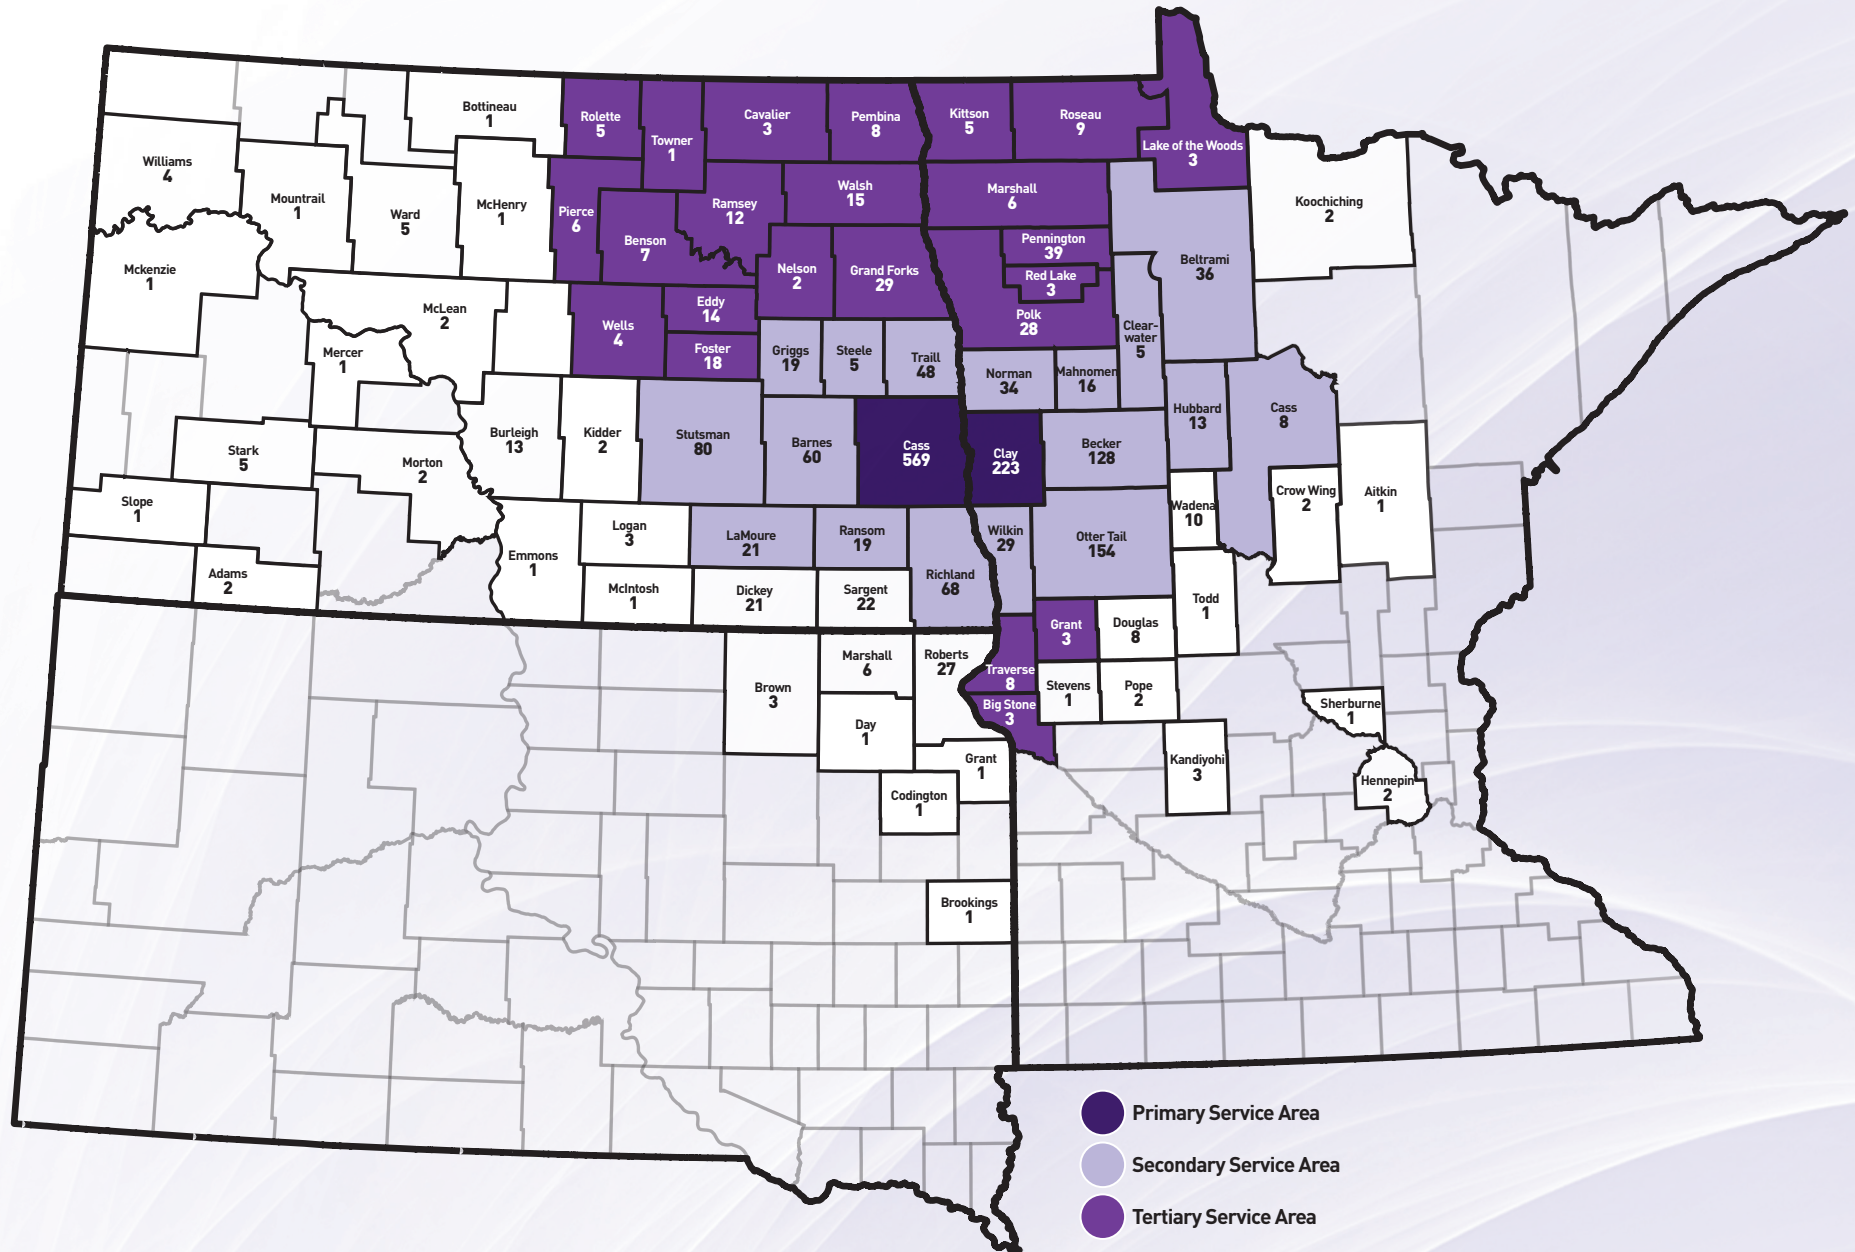 Bottineau
1
Rolette
5
Towner
1
Cavalier
3
Pembina
8
Kittson
5
Roseau
9
Lake of the Woods
3
Williams
4
Mountrail
1
Ward
5
McHenry
1
Pierce
6
Benson
7
Ramsey
12
Walsh
15
Marshall
6
Koochiching
2
Mckenzie
1
McLean
2
Nelson
2
Grand Forks
29
Pennington
39
Red Lake
3
Polk
28
Beltrami
36
Mercer
1
Wells
4
Eddy
14
Foster
18
Griggs
19
Steele
5
Traill
48
Norman
34
Mahnomen
16
Clear-
water
5
Hubbard
13
Cass
8
Stark
5
Morton
2
Burleigh
13
Kidder
2
Stutsman
80
Barnes
60
Cass
569
Clay
223
Becker
128
Wadena
10
Crow Wing
2
Aitkin
1
Slope
1
Adams
2
Emmons
1
Logan
3
LaMoure
21
Ransom
19
Richland
68
Wilkin
29
Otter Tail
154
McIntosh
1
Dickey
21
Sargent
22
Todd
1
Grant
3
Douglas
8
Brown
3
Marshall
6
Roberts
27
Traverse
8
Stevens
1
Pope
2
Day
1
Big Stone
3
Sherburne
1
Grant
1
Codington
1
Kandiyohi
3
Hennepin
2
Brookings
1
Primary Service Area
Secondary Service Area
Tertiary Service Area